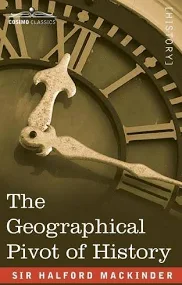 COSIMO CLASSICS
[HISTORY]
The
Geographical
Pivot of History
SIR HALFORD MACKINDER